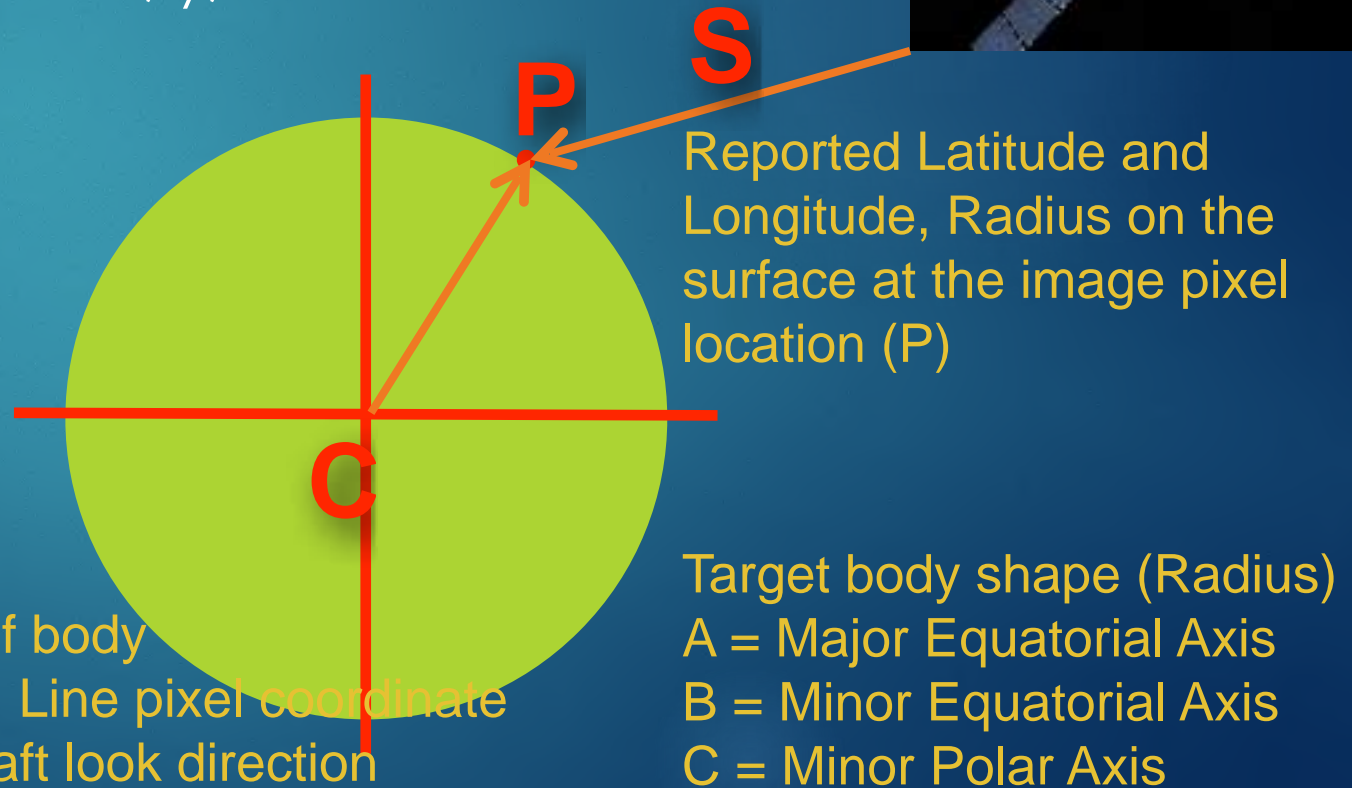 S
P
Reported Latitude and
Longitude, Radius on the
surface at the image pixel
location (P)
C
Target body shape (Radius)
A = Major Equatorial Axis
B = Minor Equatorial Axis
C = Minor Polar Axis
f body
Line pixel coordinate
aft look direction